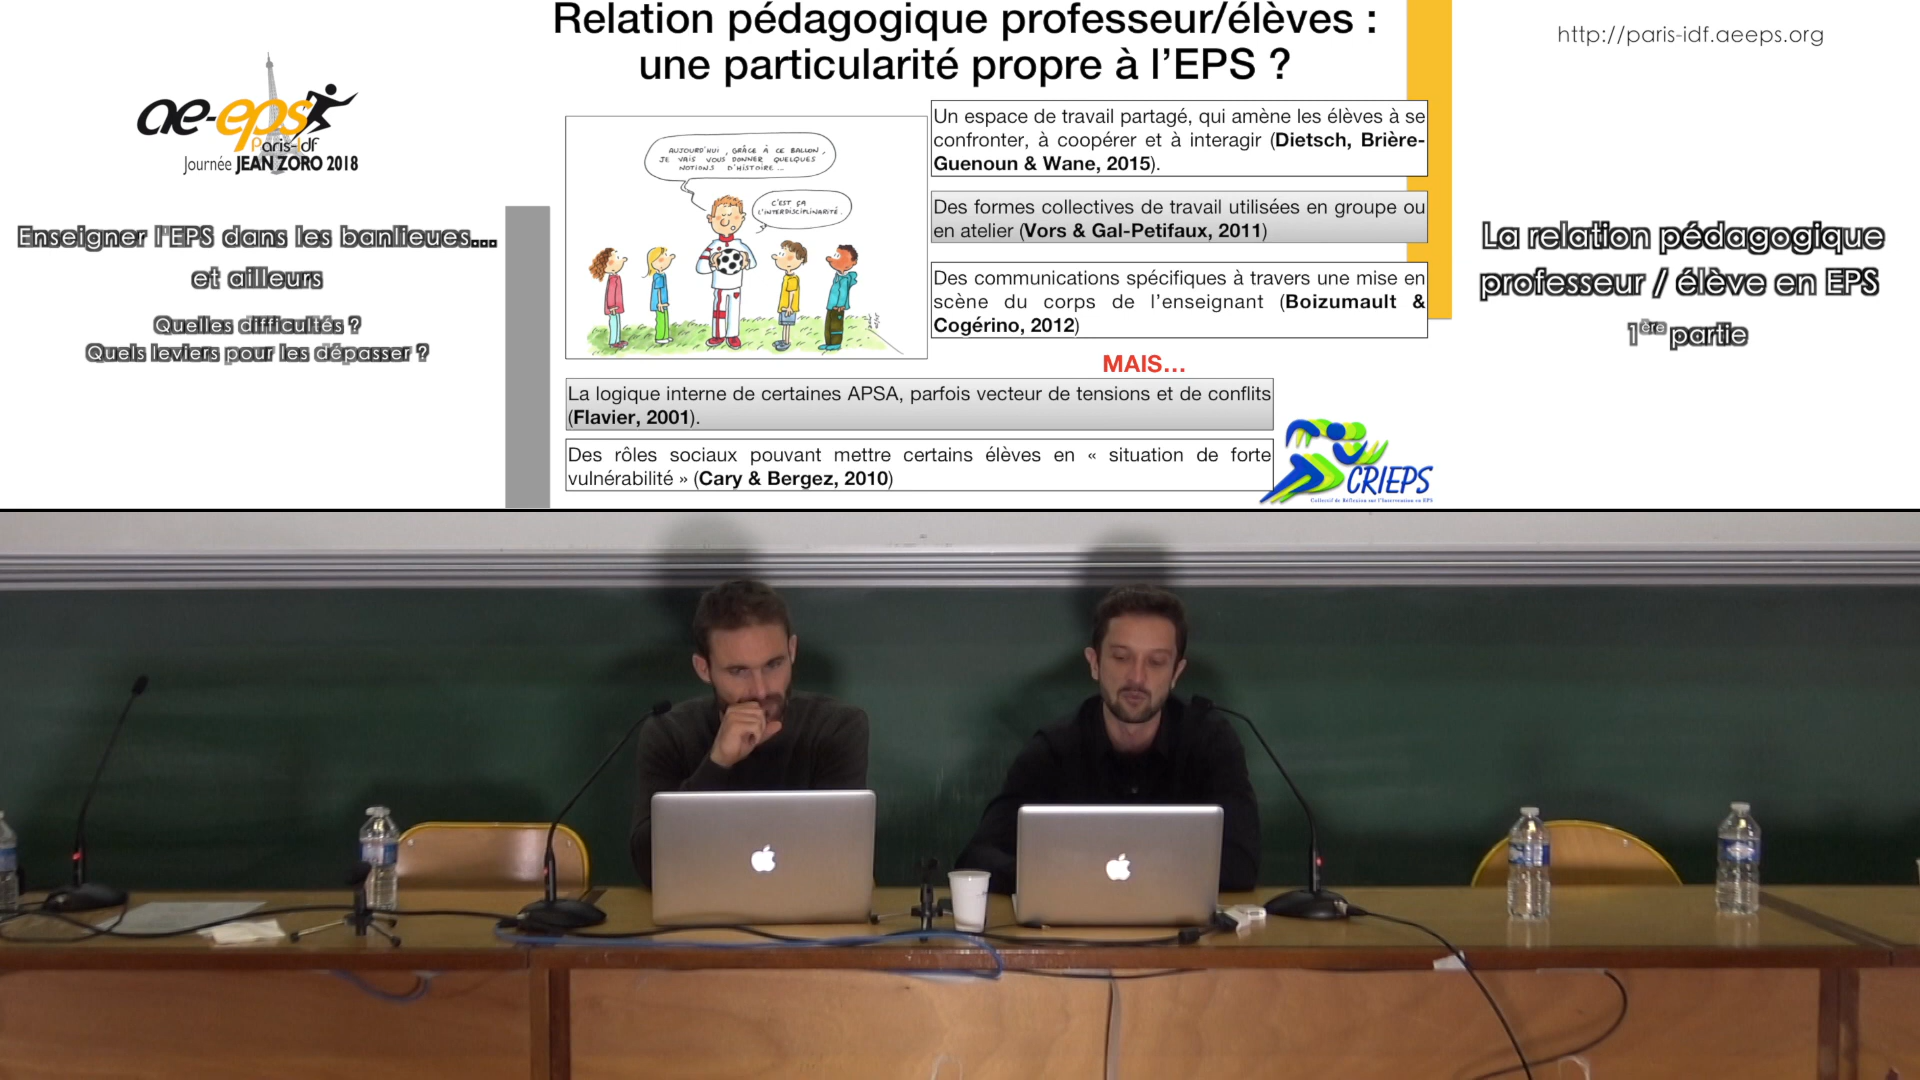 Relation pédagogique professeur/élèves :
une particularité propre à l'EPS ?
http://paris-idf.aeeps.org
ae-eps
Paris-Idf
Journée JEAN ZORO 2018
Enseigner l'EPS dans les banlieues...
et ailleurs
Quelles difficultés ?
Quels leviers pour les dépasser ?
AUJOURD'HUI, GRÂCE À CE BALLON,
JE VAIS VOUS DONNER QUELQUES
NOTIONS D'HISTOIRE...
C'EST ÇA
L'INTERDISCIPLINARITÉ.
Un espace de travail partagé, qui amène les élèves à se
confronter, à coopérer et à interagir (Dietsch, Brière-
Guenoun & Wane, 2015).
Des formes collectives de travail utilisées en groupe ou
en atelier (Vors & Gal-Petifaux, 2011)
Des communications spécifiques à travers une mise en
scène du corps de l'enseignant (Boizumault &
Cogérino, 2012)
MAIS...
La logique interne de certaines APSA, parfois vecteur de tensions et de conflits
(Flavier, 2001).
Des rôles sociaux pouvant mettre certains élèves en « situation de forte
vulnérabilité » (Cary & Bergez, 2010)
CRIEPS
Collectif de Réflexion sur l'Intervention en EPS
La relation pédagogique
professeur / élève en EPS
1ère partie